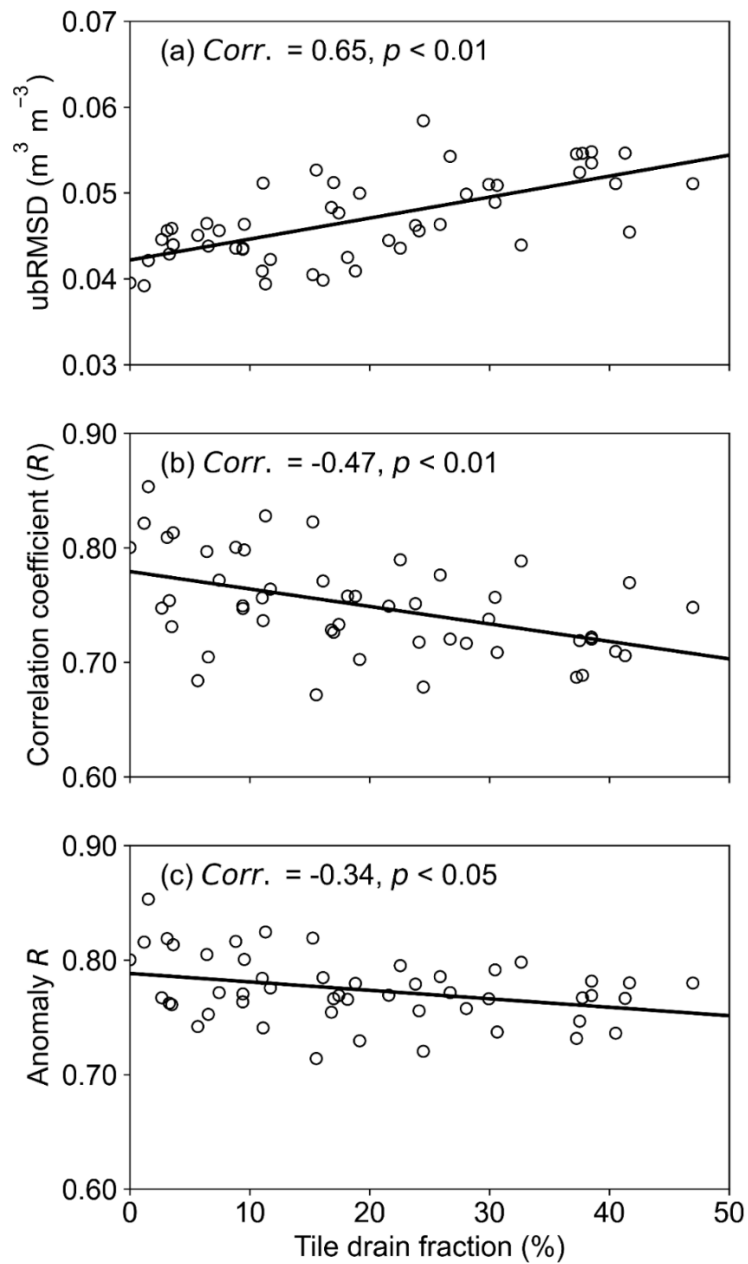 0.07
(a) Corr. = 0.65, p < 0.01
0.06
0.05
0.04
0.03
ubRMSD (m³ m⁻³)
0.90
(b) Corr. = -0.47, p < 0.01
0.80
0.70
0.60
Correlation coefficient (R)
0.90
(c) Corr. = -0.34, p < 0.05
0.80
0.70
0.60
Anomaly R
0 10 20 30 40 50
Tile drain fraction (%)